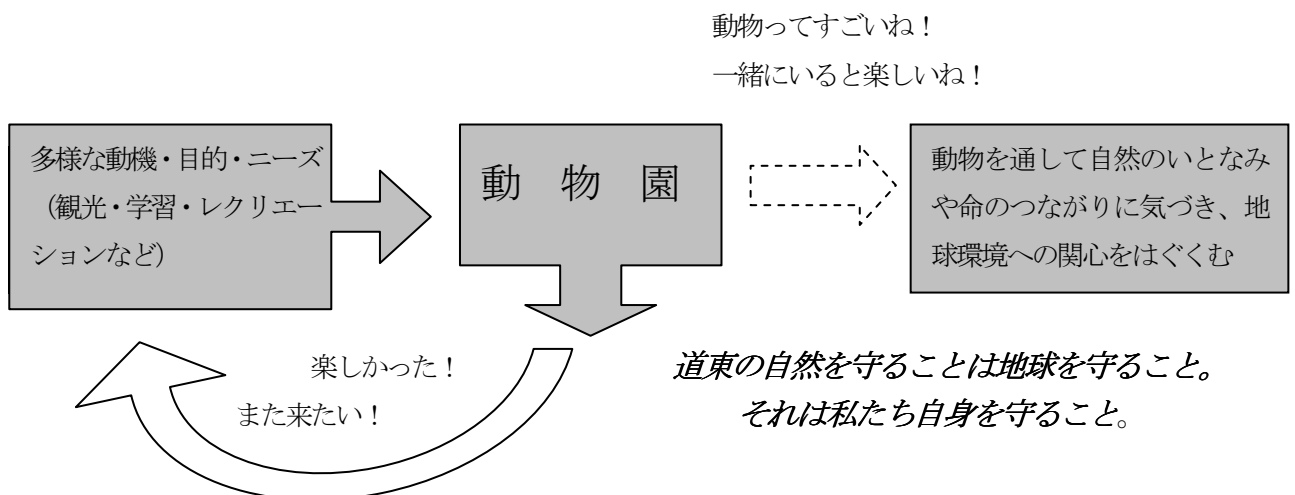 動物ってすごいね！
一緒にいると楽しいね！
多様な動機・目的・ニーズ
（観光・学習・レクリエー
ションなど）
動　物　園
動物を通して自然のいとなみ
や命のつながりに気づき、地
球環境への関心をはぐくむ
楽しかった！
また来たい！
道東の自然を守ることは地球を守ること。
それは私たち自身を守ること。